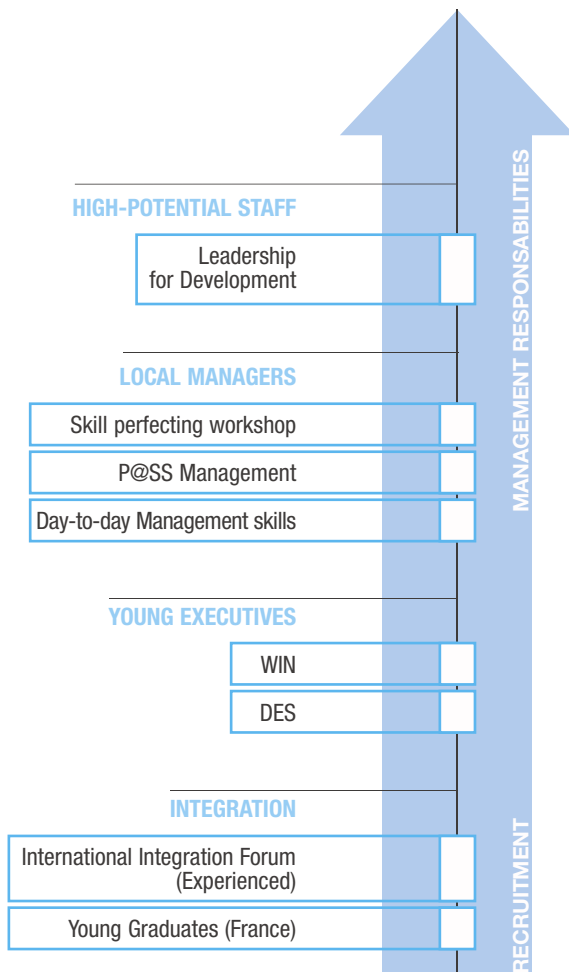 HIGH-POTENTIAL STAFF
Leadership
for Development
LOCAL MANAGERS
Skill perfecting workshop
P@SS Management
Day-to-day Management skills
YOUNG EXECUTIVES
WIN
DES
INTEGRATION
International Integration Forum
(Experienced)
Young Graduates (France)
MANAGEMENT RESPONSABILITIES
RECRUITMENT